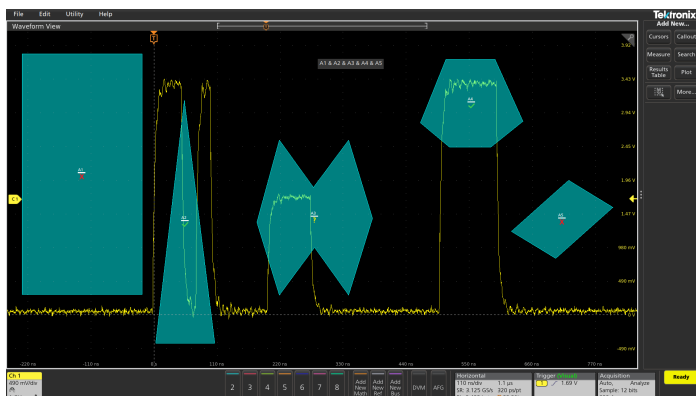 File Edit Utility Help
Tektronix
Waveform View
Add New...
Cursors Callout
Measure Search
Results Table Plot
More...
T
T
A1 & A2 & A3 & A4 & A5
3.92
3.43 V
2.94 V
2.45 V
1.96 V
1.47 V
980 mV
490 mV
0 V
-490 mV
A1
A2
A3
?
A4
A5
C1
-220 ns -110 ns 0 s 110 ns 220 ns 330 ns 440 ns 550 ns 660 ns 770 ns
Ch 1
490 mV/div
2 3 4 5 6 7 8
Add New Math
Add New Ref
Add New Bus
DVM AFG
Horizontal
110 ns/div 1.1 µs
SR: 3.125 GS/s 320 ps/pt
Trigger (Visual)
1 1.69 V
Acquisition
Auto, Analyze
Sample: 12 bits
Ready